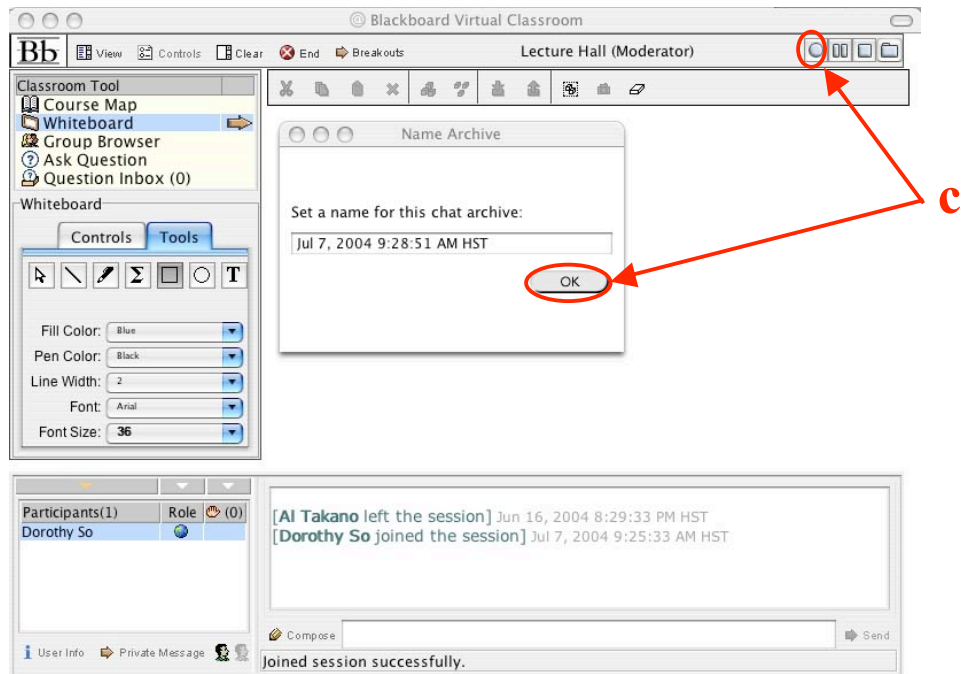 Blackboard Virtual Classroom
Bb View Controls Clear End Breakouts Lecture Hall (Moderator)
Classroom Tool
Course Map
Whiteboard
Group Browser
? Ask Question
Question Inbox (0)
Name Archive
Set a name for this chat archive:
Jul 7, 2004 9:28:51 AM HST
OK
c
Whiteboard
Controls Tools
Σ T
Fill Color: Blue
Pen Color: Black
Line Width: 2
Font: Arial
Font Size: 36
Participants(1) Role (0)
Dorothy So
[Al Takano left the session] Jun 16, 2004 8:29:33 PM HST
[Dorothy So joined the session] Jul 7, 2004 9:25:33 AM HST
Compose Send
i User Info Private Message
Joined session successfully.